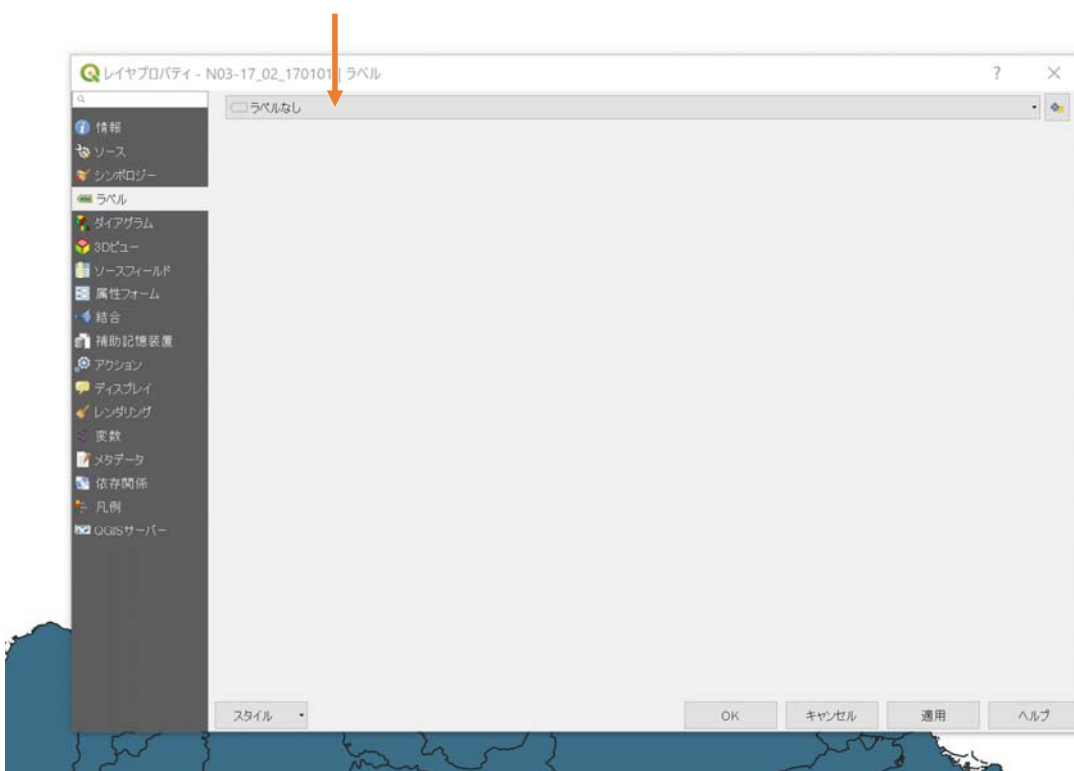 レイヤプロパティ - N03-17_02_170101 | ラベル
ラベルなし
情報
ソース
シンボロジー
ラベル
ダイアグラム
3Dビュー
ソースフィールド
属性フォーム
結合
補助記憶装置
アクション
ディスプレイ
レンダリング
変数
メタデータ
依存関係
凡例
QGISサーバー
スタイル
OK
キャンセル
適用
ヘルプ